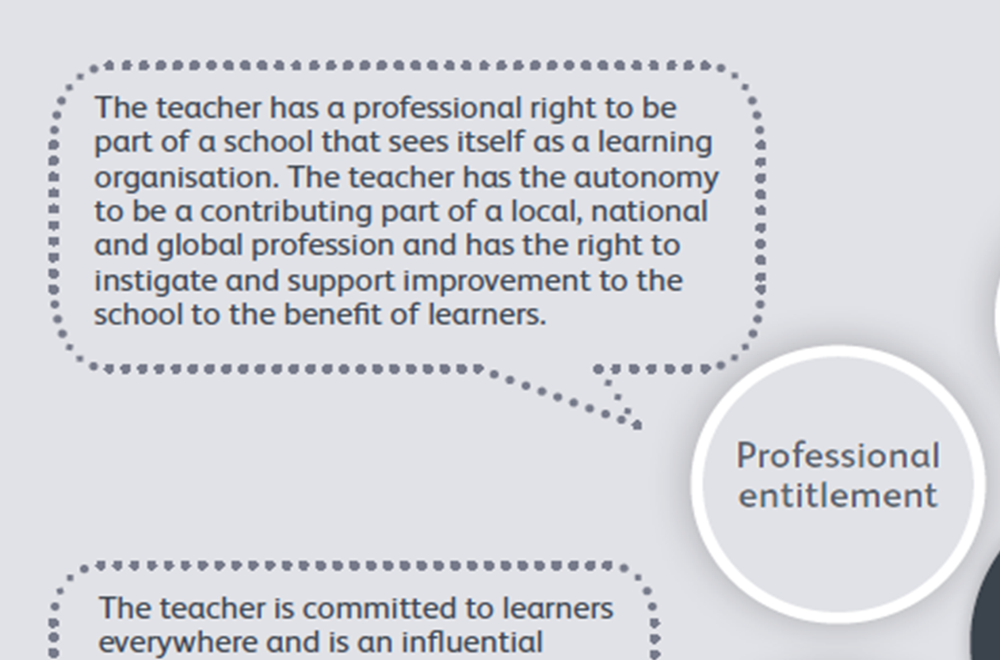 The teacher has a professional right to be
part of a school that sees itself as a learning
organisation. The teacher has the autonomy
to be a contributing part of a local, national
and global profession and has the right to
instigate and support improvement to the
school to the benefit of learners.
Professional
entitlement
The teacher is committed to learners
everywhere and is an influential